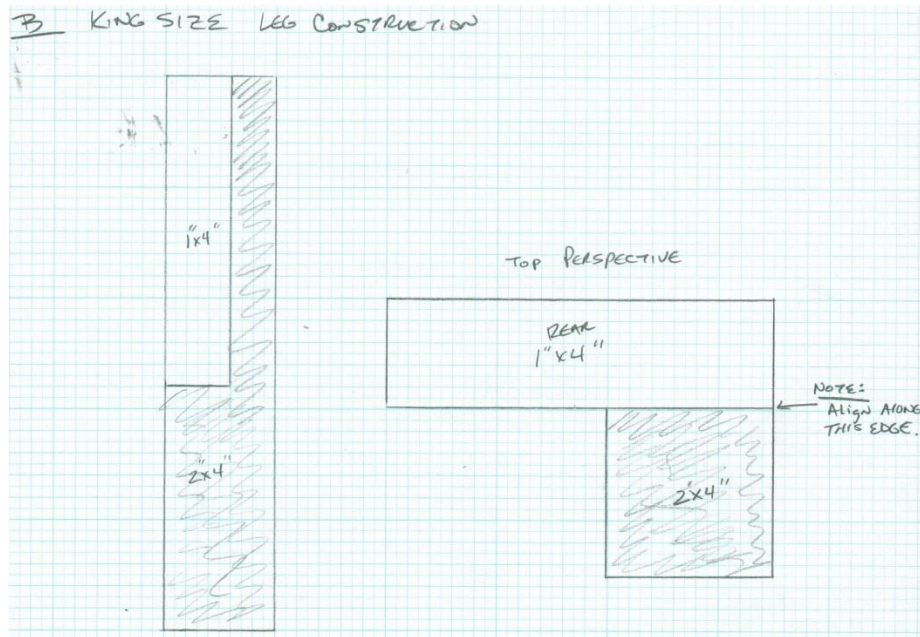 B KING SIZE LEG CONSTRUCTION
1"x4"
TOP PERSPECTIVE
REAR
1"x4"
NOTE:
Align Along
THIS EDGE.
2"x4"
2"x4"